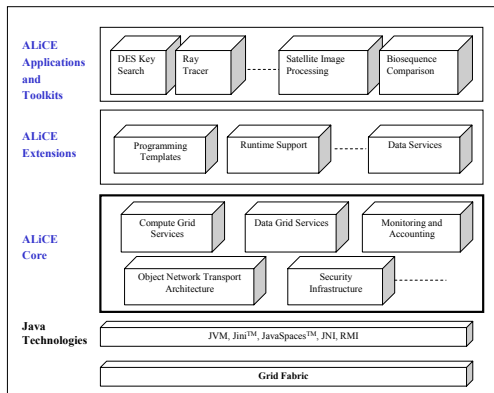 ALiCE
Applications
and
Toolkits
DES Key
Search
Ray
Tracer
Satellite Image
Processing
Biosequence
Comparison
ALiCE
Extensions
Programming
Templates
Runtime Support
Data Services
ALiCE
Core
Compute Grid
Services
Data Grid Services
Monitoring and
Accounting
Object Network Transport
Architecture
Security
Infrastructure
Java
Technologies
JVM, Jini™, JavaSpaces™, JNI, RMI
Grid Fabric